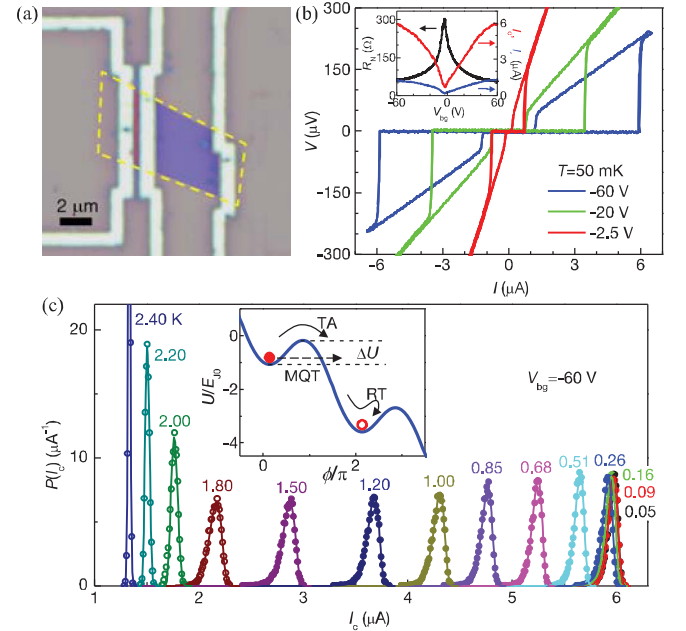 (a)
2 μm
(b)
300
150
0
-150
-300
V (μV)
-6
-3
0
3
6
I (μA)
T=50 mK
-60 V
-20 V
-2.5 V
300
200
100
0
R_N (Ω)
6
3
0
I_c, I_r (μA)
-60
0
60
V_bg (V)
(c)
20
10
0
P(I_c) (μA⁻¹)
1
2
3
4
5
6
I_c (μA)
2.40 K
2.20
2.00
1.80
1.50
1.20
1.00
0.85
0.68
0.51
0.26
0.16
0.09
0.05
V_bg=-60 V
0
-2
-4
U/E_J0
0
2
ϕ/π
TA
ΔU
MQT
RT